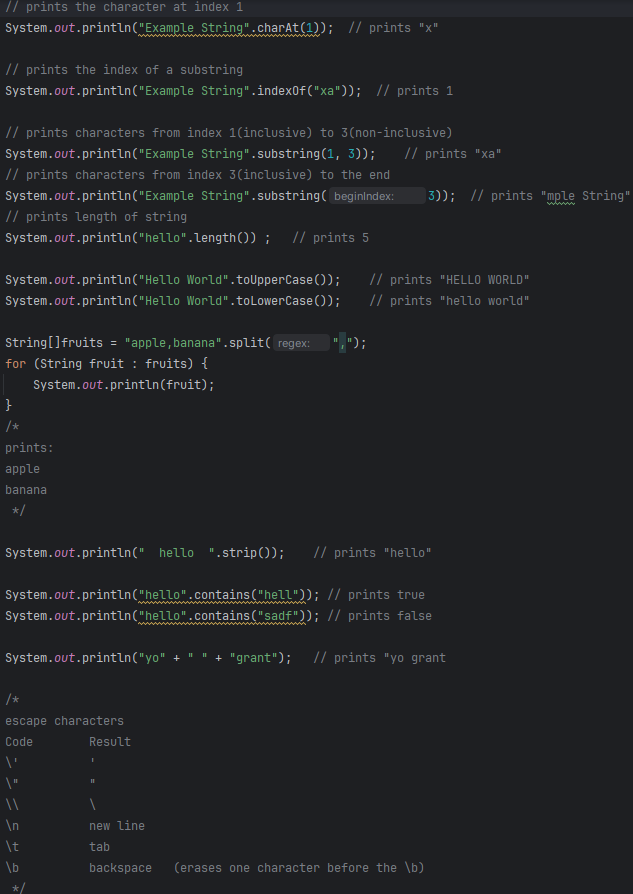 // prints the character at index 1
System.out.println("Example String".charAt(1));  // prints "x"

// prints the index of a substring
System.out.println("Example String".indexOf("xa"));  // prints 1

// prints characters from index 1(inclusive) to 3(non-inclusive)
System.out.println("Example String".substring(1, 3));    // prints "xa"
// prints characters from index 3(inclusive) to the end
System.out.println("Example String".substring( beginIndex: 3));  // prints "mple String"
// prints length of string
System.out.println("hello".length()) ;   // prints 5

System.out.println("Hello World".toUpperCase());    // prints "HELLO WORLD"
System.out.println("Hello World".toLowerCase());    // prints "hello world"

String[]fruits = "apple,banana".split( regex: ",");
for (String fruit : fruits) {
    System.out.println(fruit);
}
/*
prints:
apple
banana
 */

System.out.println("  hello  ".strip());    // prints "hello"

System.out.println("hello".contains("hell")); // prints true
System.out.println("hello".contains("sadf")); // prints false

System.out.println("yo" + " " + "grant");   // prints "yo grant

/*
escape characters
Code        Result
\'          '
\"          "
\\          \
\n          new line
\t          tab
\b          backspace   (erases one character before the \b)
 */